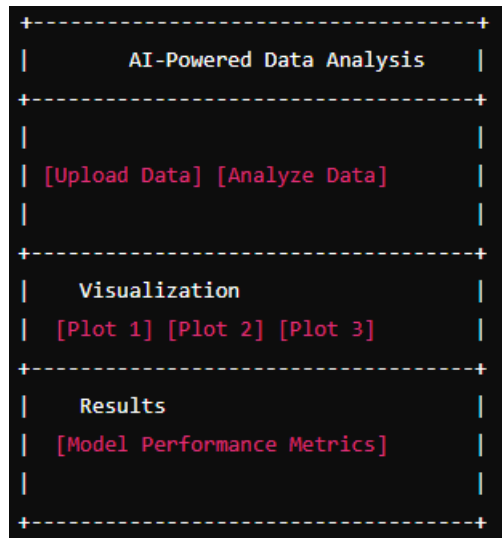 +------------------------------------+
|        AI-Powered Data Analysis    |
+------------------------------------+
|                                    |
| [Upload Data] [Analyze Data]       |
|                                    |
+------------------------------------+
|    Visualization                   |
|  [Plot 1] [Plot 2] [Plot 3]        |
+------------------------------------+
|    Results                         |
|  [Model Performance Metrics]       |
|                                    |
+------------------------------------+